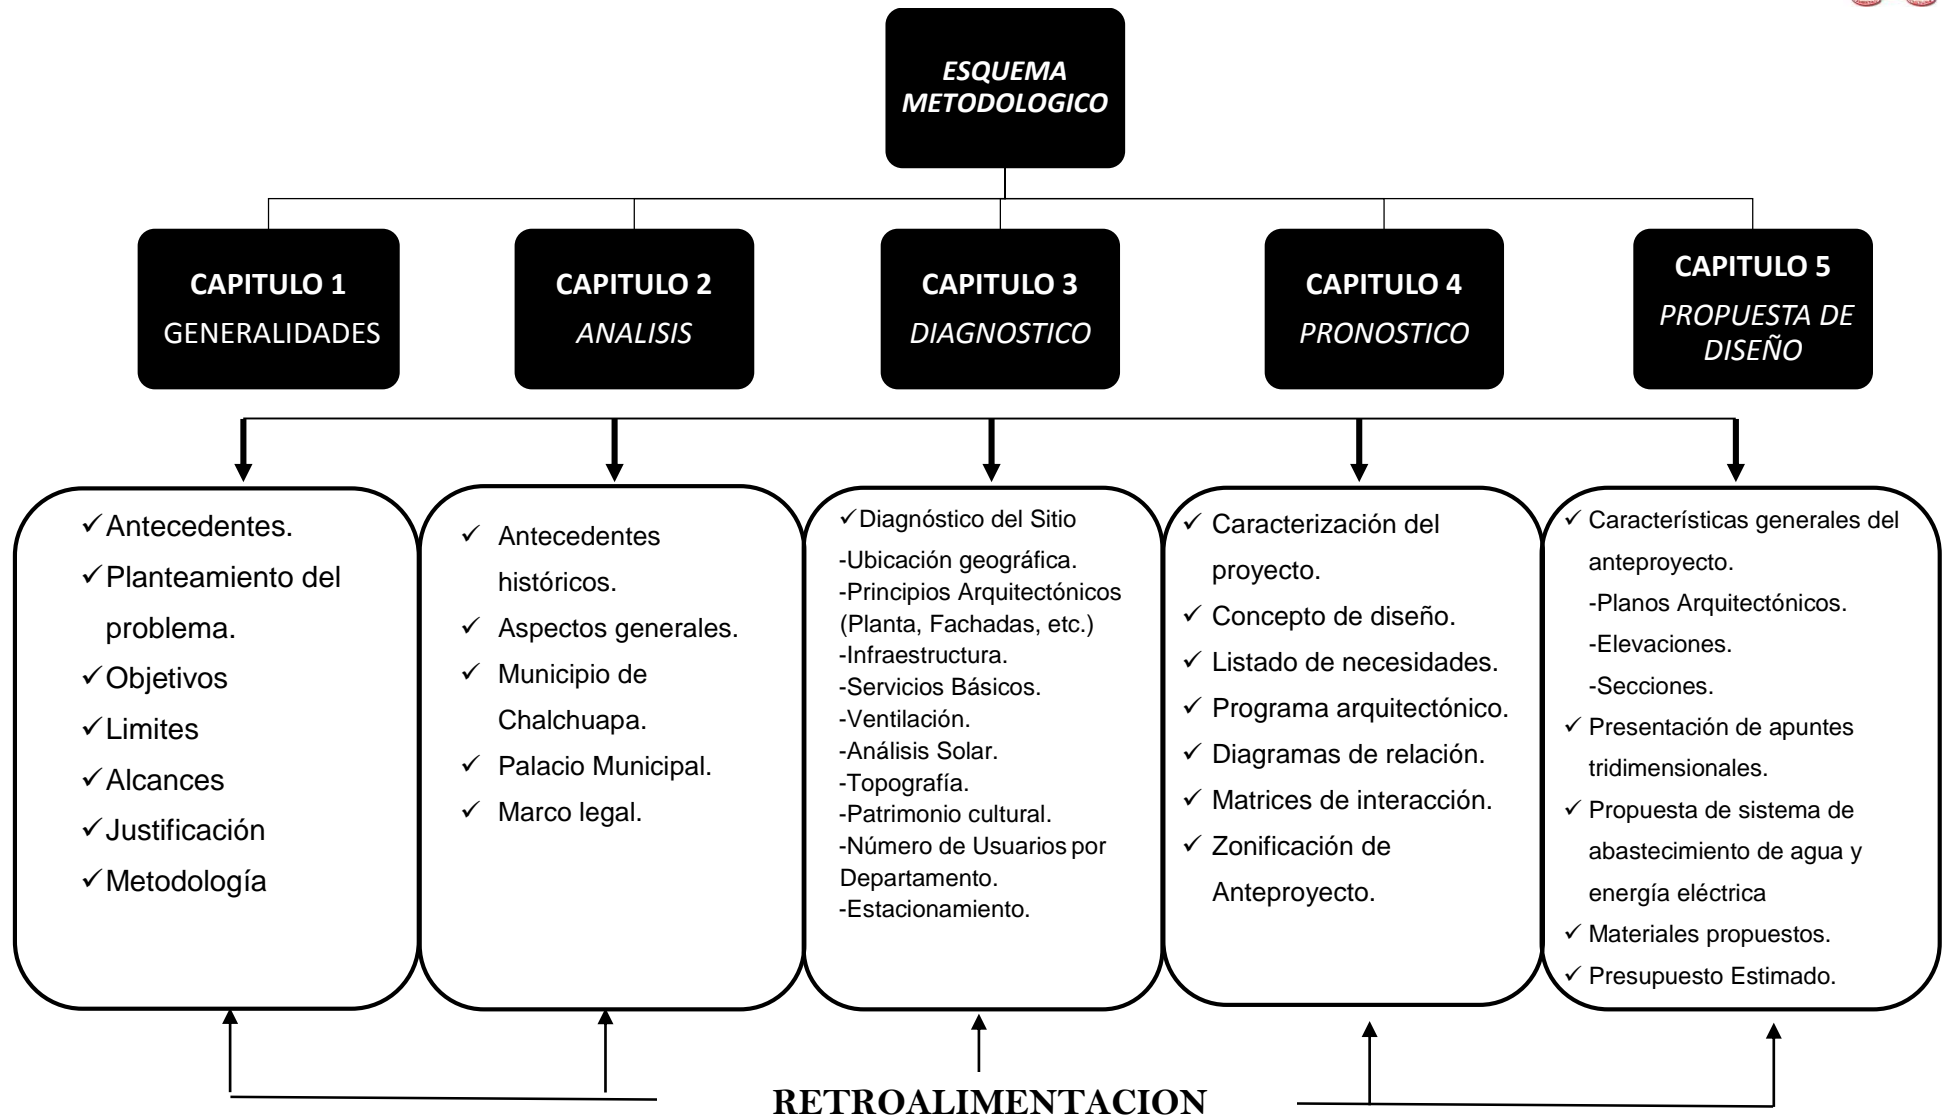 ESQUEMA
METODOLOGICO
CAPITULO 1
GENERALIDADES
CAPITULO 2
ANALISIS
CAPITULO 3
DIAGNOSTICO
CAPITULO 4
PRONOSTICO
CAPITULO 5
PROPUESTA DE
DISEÑO
✓Antecedentes.
✓Planteamiento del
problema.
✓Objetivos
✓Limites
✓Alcances
✓Justificación
✓Metodología
✓ Antecedentes
históricos.
✓ Aspectos generales.
✓ Municipio de
Chalchuapa.
✓ Palacio Municipal.
✓ Marco legal.
✓Diagnóstico del Sitio
-Ubicación geográfica.
-Principios Arquitectónicos
(Planta, Fachadas, etc.)
-Infraestructura.
-Servicios Básicos.
-Ventilación.
-Análisis Solar.
-Topografía.
-Patrimonio cultural.
-Número de Usuarios por
Departamento.
-Estacionamiento.
✓ Caracterización del
proyecto.
✓ Concepto de diseño.
✓ Listado de necesidades.
✓ Programa arquitectónico.
✓ Diagramas de relación.
✓ Matrices de interacción.
✓ Zonificación de
Anteproyecto.
✓ Características generales del
anteproyecto.
-Planos Arquitectónicos.
-Elevaciones.
-Secciones.
✓ Presentación de apuntes
tridimensionales.
✓ Propuesta de sistema de
abastecimiento de agua y
energía eléctrica
✓ Materiales propuestos.
✓ Presupuesto Estimado.
RETROALIMENTACION